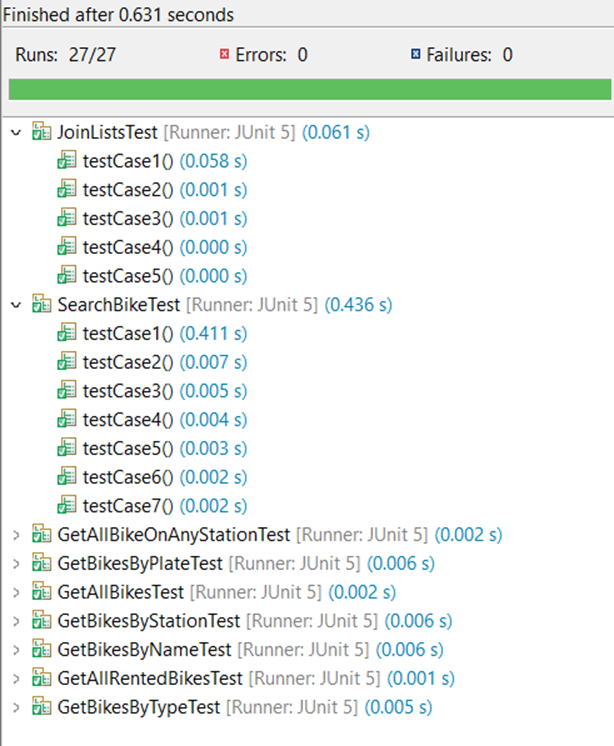 Finished after 0.631 seconds
Runs: 27/27 Errors: 0 Failures: 0
JoinListsTest [Runner: JUnit 5] (0.061 s)
testCase1() (0.058 s)
testCase2() (0.001 s)
testCase3() (0.001 s)
testCase4() (0.000 s)
testCase5() (0.000 s)
SearchBikeTest [Runner: JUnit 5] (0.436 s)
testCase1() (0.411 s)
testCase2() (0.007 s)
testCase3() (0.005 s)
testCase4() (0.004 s)
testCase5() (0.003 s)
testCase6() (0.002 s)
testCase7() (0.002 s)
GetAllBikeOnAnyStationTest [Runner: JUnit 5] (0.002 s)
GetBikesByPlateTest [Runner: JUnit 5] (0.006 s)
GetAllBikesTest [Runner: JUnit 5] (0.002 s)
GetBikesByStationTest [Runner: JUnit 5] (0.006 s)
GetBikesByNameTest [Runner: JUnit 5] (0.006 s)
GetAllRentedBikesTest [Runner: JUnit 5] (0.001 s)
GetBikesByTypeTest [Runner: JUnit 5] (0.005 s)